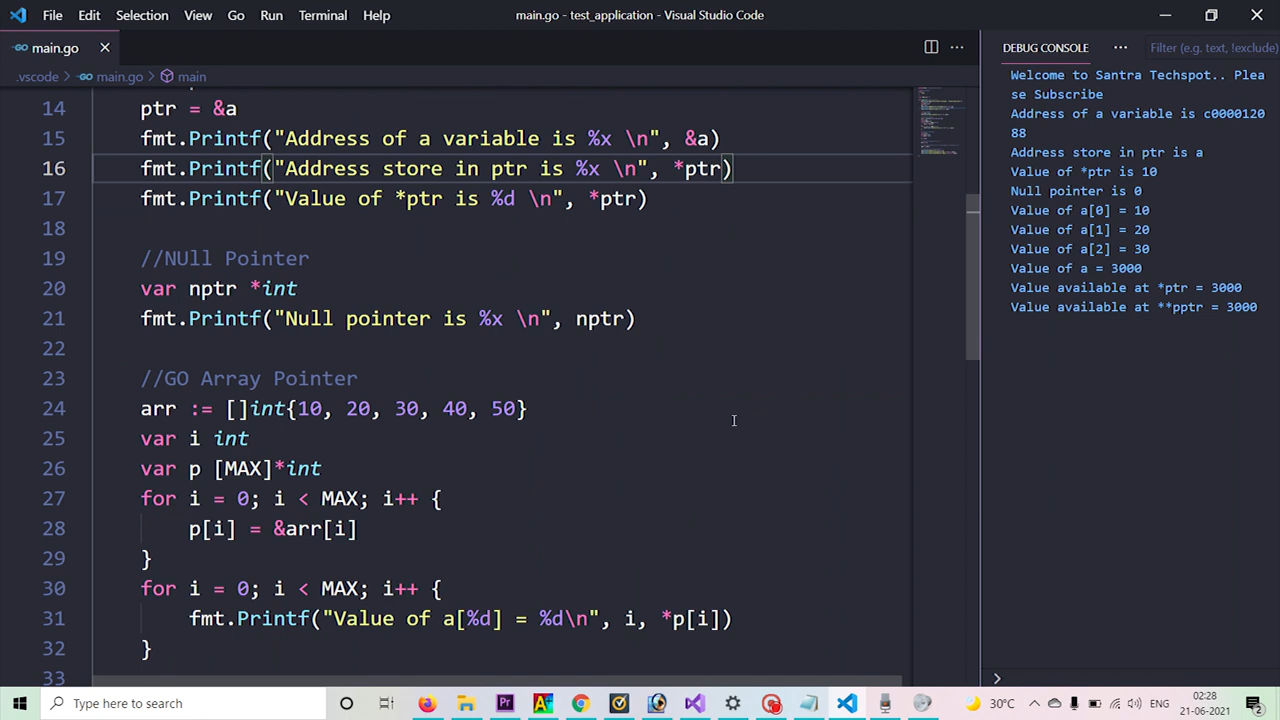 File Edit Selection View Go Run Terminal Help main.go - test_application - Visual Studio Code
main.go
.vscode main.go main
14 ptr = &a
15 fmt.Printf("Address of a variable is %x \n", &a)
16 fmt.Printf("Address store in ptr is %x \n", *ptr)
17 fmt.Printf("Value of *ptr is %d \n", *ptr)
18
19 //NUll Pointer
20 var nptr *int
21 fmt.Printf("Null pointer is %x \n", nptr)
22
23 //GO Array Pointer
24 arr := []int{10, 20, 30, 40, 50}
25 var i int
26 var p [MAX]*int
27 for i = 0; i < MAX; i++ {
28 p[i] = &arr[i]
29 }
30 for i = 0; i < MAX; i++ {
31 fmt.Printf("Value of a[%d] = %d\n", i, *p[i])
32 }
33
DEBUG CONSOLE Filter (e.g. text, !exclude)
Welcome to Santra Techspot.. Plea
se Subscribe
Address of a variable is c0000120
88
Address store in ptr is a
Value of *ptr is 10
Null pointer is 0
Value of a[0] = 10
Value of a[1] = 20
Value of a[2] = 30
Value of a = 3000
Value available at *ptr = 3000
Value available at **pptr = 3000
Type here to search
Pr
30°C
ENG
02:28
21-06-2021
2